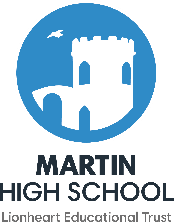 MARTIN
HIGH SCHOOL
Lionheart Educational Trust